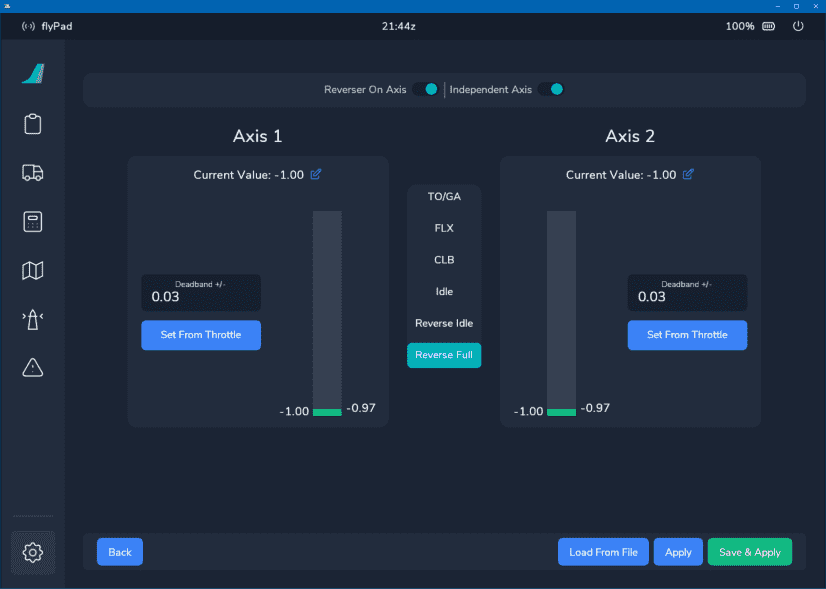 flyPad
21:44z
100%
Reverser On Axis
Independent Axis
Axis 1
Axis 2
Current Value: -1.00
Current Value: -1.00
TO/GA
FLX
CLB
Idle
Reverse Idle
Reverse Full
Deadband +/-
0.03
Set From Throttle
-1.00
-0.97
Deadband +/-
0.03
Set From Throttle
-1.00
-0.97
Back
Load From File
Apply
Save & Apply